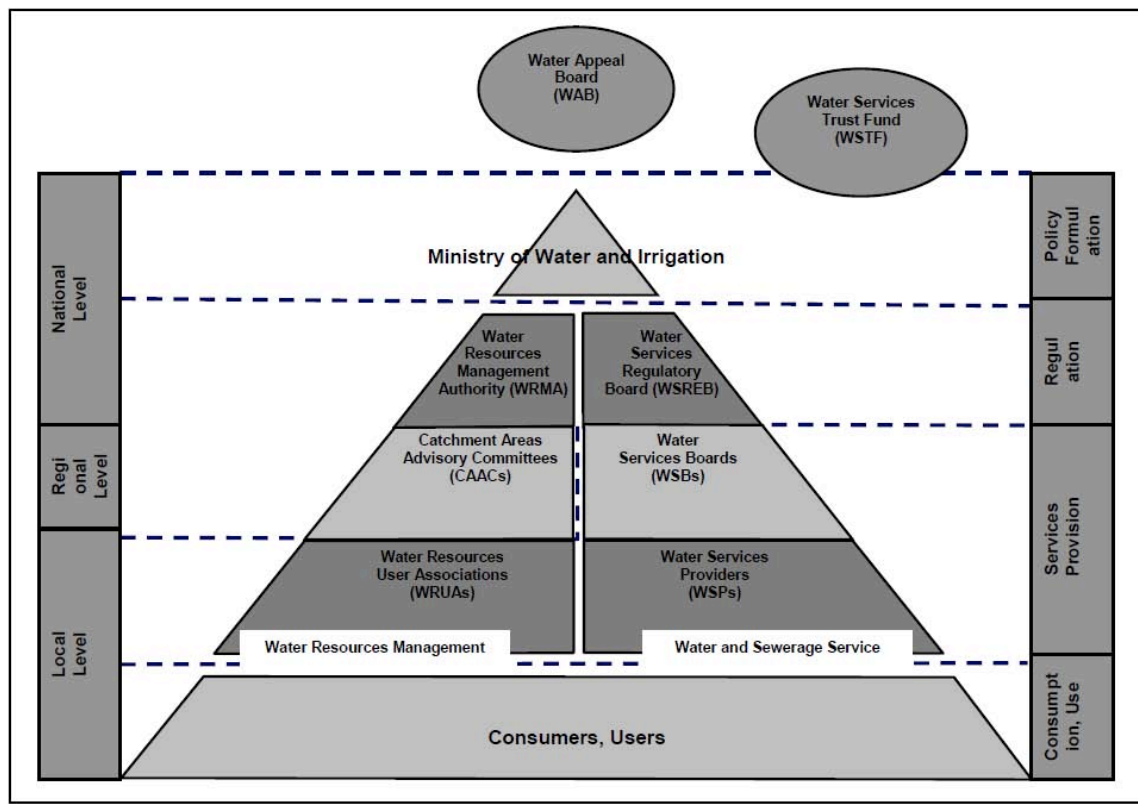 Water Appeal
Board
(WAB)
Water Services
Trust Fund
(WSTF)
National
Level
Regi
onal
Level
Local
Level
Policy
Formul
ation
Regul
ation
Services
Provision
Consumpt
ion, Use
Ministry of Water and Irrigation
Water
Resources
Management
Authority (WRMA)
Water
Services
Regulatory
Board (WSREB)
Catchment Areas
Advisory Committees
(CAACs)
Water
Services Boards
(WSBs)
Water Resources
User Associations
(WRUAs)
Water Services
Providers
(WSPs)
Water Resources Management
Water and Sewerage Service
Consumers, Users